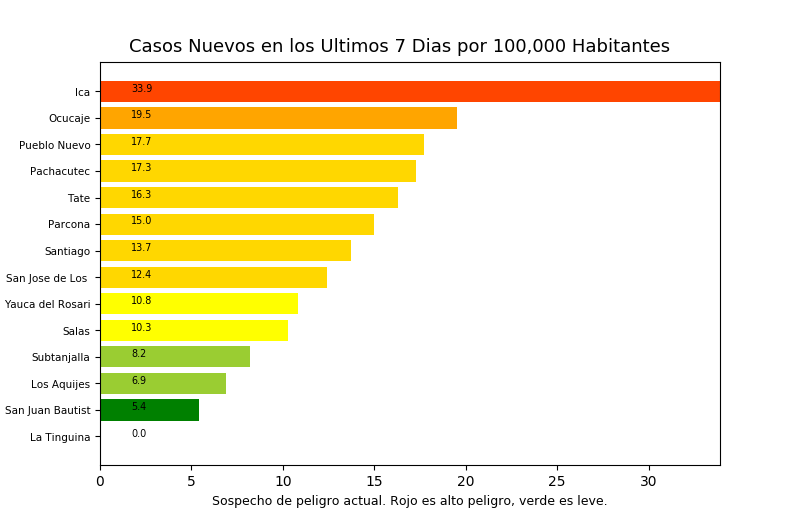 Casos Nuevos en los Ultimos 7 Dias por 100,000 Habitantes
Ica 33.9
Ocucaje 19.5
Pueblo Nuevo 17.7
Pachacutec 17.3
Tate 16.3
Parcona 15.0
Santiago 13.7
San Jose de Los 12.4
Yauca del Rosari 10.8
Salas 10.3
Subtanjalla 8.2
Los Aquijes 6.9
San Juan Bautist 5.4
La Tinguina 0.0
0 5 10 15 20 25 30
Sospecho de peligro actual. Rojo es alto peligro, verde es leve.